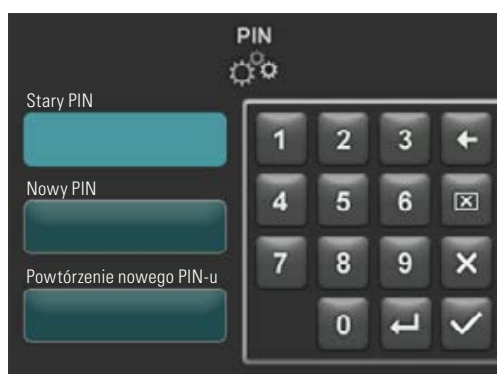 PIN
Stary PIN
Nowy PIN
Powtórzenie nowego PIN-u
1 2 3
4 5 6
7 8 9
0